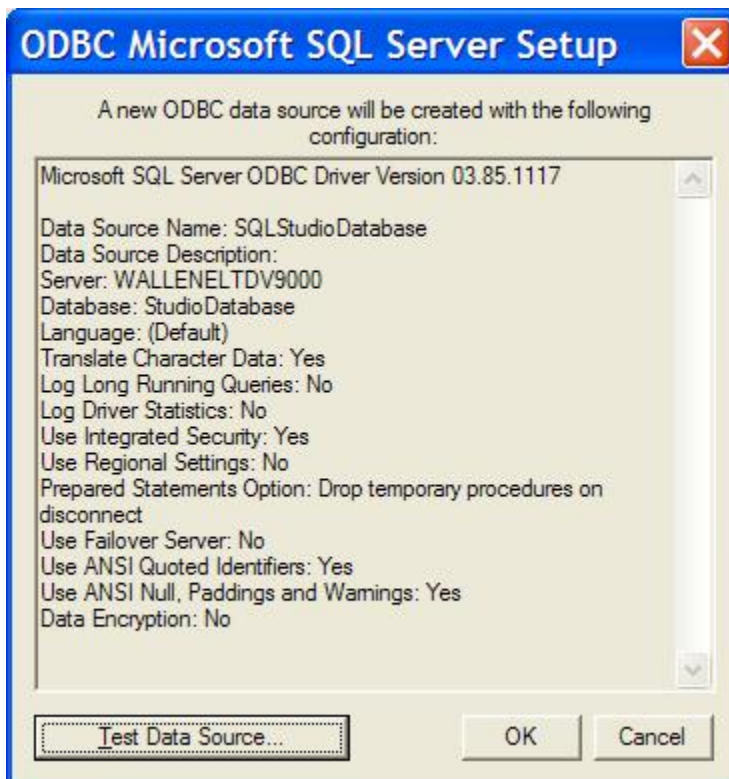 ODBC Microsoft SQL Server Setup
A new ODBC data source will be created with the following
configuration:
Microsoft SQL Server ODBC Driver Version 03.85.1117
Data Source Name: SQLStudioDatabase
Data Source Description:
Server: WALLENELTDV9000
Database: StudioDatabase
Language: (Default)
Translate Character Data: Yes
Log Long Running Queries: No
Log Driver Statistics: No
Use Integrated Security: Yes
Use Regional Settings: No
Prepared Statements Option: Drop temporary procedures on
disconnect
Use Failover Server: No
Use ANSI Quoted Identifiers: Yes
Use ANSI Null, Paddings and Warnings: Yes
Data Encryption: No
Test Data Source... OK Cancel